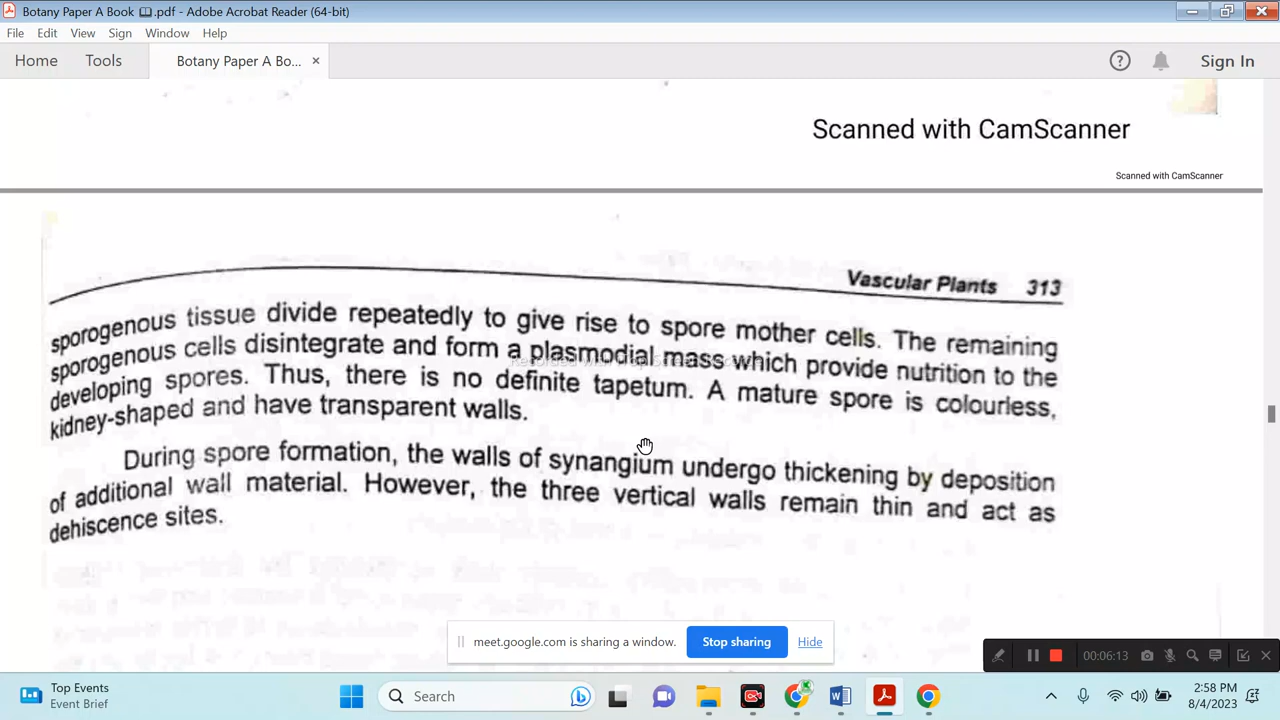 Botany Paper A Book 📖.pdf - Adobe Acrobat Reader (64-bit)
File Edit View Sign Window Help
Home Tools Botany Paper A Bo... × Sign In
Scanned with CamScanner
Scanned with CamScanner
Vascular Plants 313
sporogenous tissue divide repeatedly to give rise to spore mother cells. The remaining
sporogenous cells disintegrate and form a plasmodial mass which provide nutrition to the
developing spores. Thus, there is no definite tapetum. A mature spore is colourless,
kidney-shaped and have transparent walls.
During spore formation, the walls of synangium undergo thickening by deposition
of additional wall material. However, the three vertical walls remain thin and act as
dehiscence sites.
meet.google.com is sharing a window. Stop sharing Hide
00:06:13
Top Events
Event Brief
Search
2:58 PM
8/4/2023